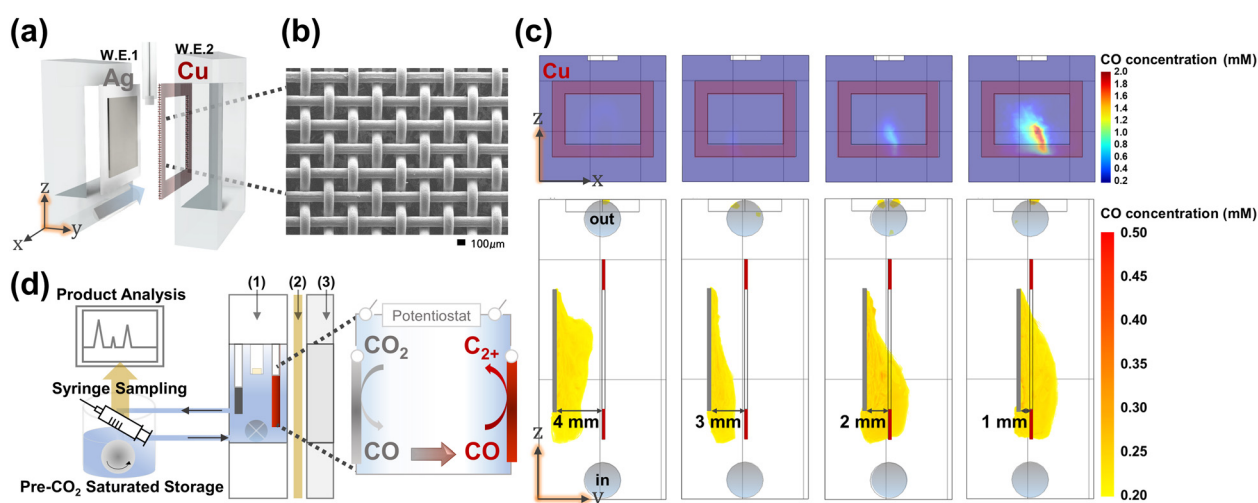 (a)
W.E.1
Ag
W.E.2
Cu
z
y
x
(b)
100μm
(c)
Cu
z
x
CO concentration (mM)
2.0
1.8
1.6
1.4
1.2
1.0
0.8
0.6
0.4
0.2
out
4 mm
3 mm
2 mm
1 mm
in
z
y
CO concentration (mM)
0.50
0.45
0.40
0.35
0.30
0.25
0.20
(d)
Product Analysis
Syringe Sampling
Pre-CO₂ Saturated Storage
(1)
(2)
(3)
Potentiostat
CO₂
C₂₊
CO
CO